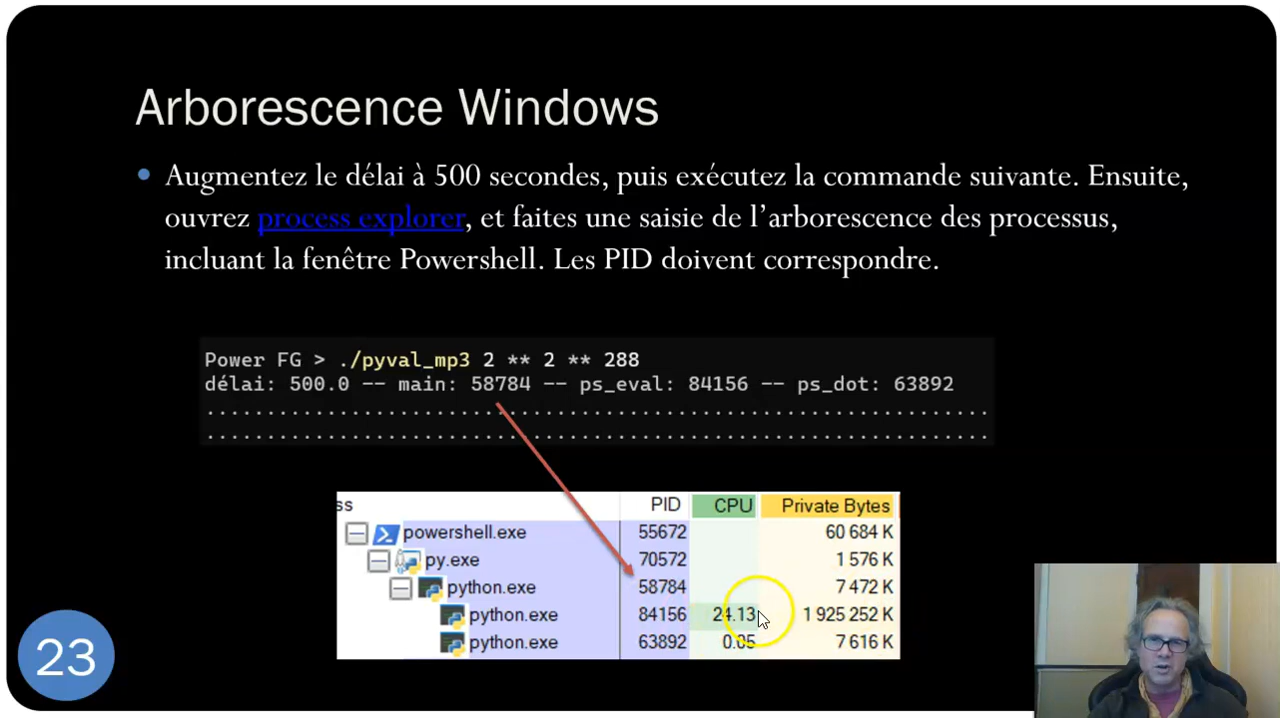 Arborescence Windows
• Augmentez le délai à 500 secondes, puis exécutez la commande suivante. Ensuite,
ouvrez process explorer, et faites une saisie de l'arborescence des processus,
incluant la fenêtre Powershell. Les PID doivent correspondre.
Power FG > ./pyval_mp3 2 ** 2 ** 288
délai: 500.0 -- main: 58784 -- ps_eval: 84156 -- ps_dot: 63892
.................................................................
.................................................................
ss PID CPU Private Bytes
powershell.exe 55672 60 684 K
py.exe 70572 1 576 K
python.exe 58784 7 472 K
python.exe 84156 24.13 1 925 252 K
python.exe 63892 0.05 7 616 K
23